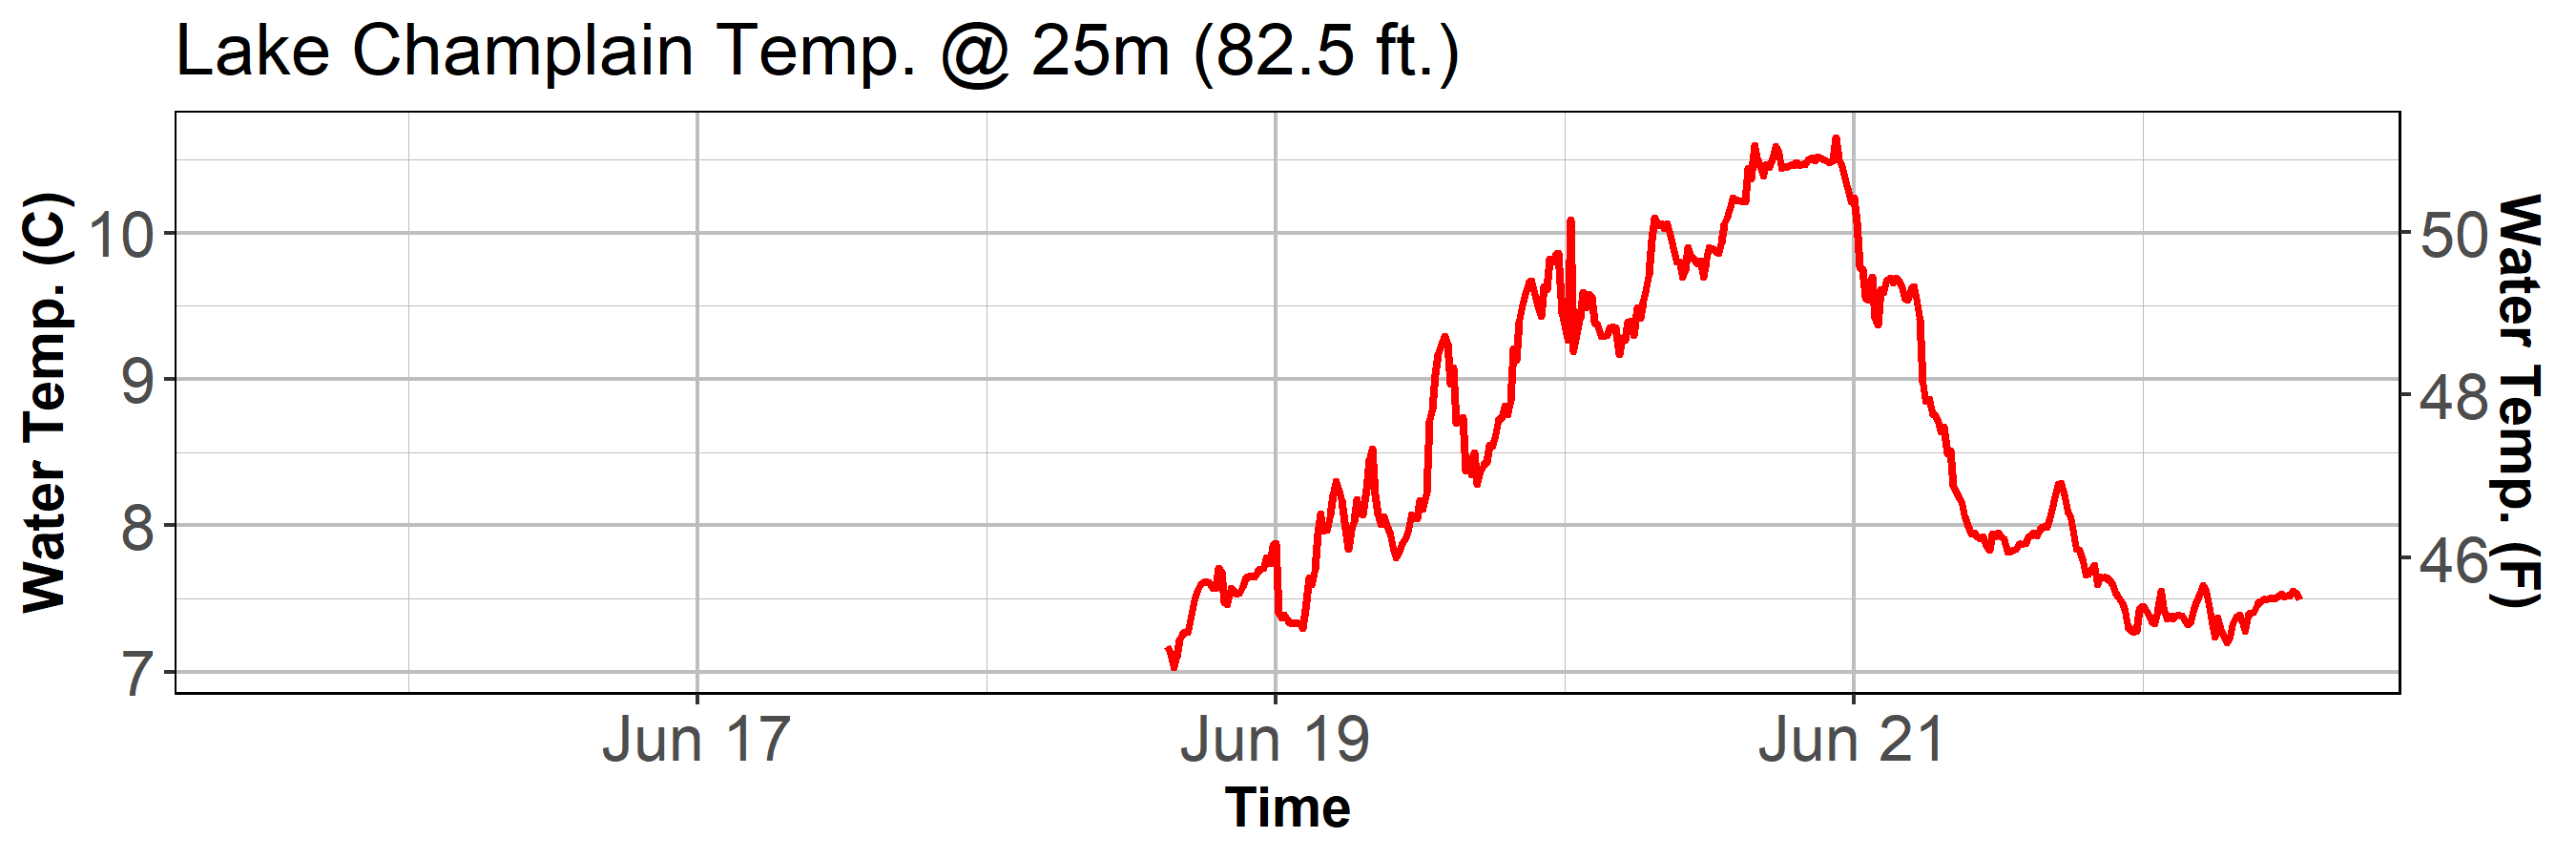 Lake Champlain Temp. @ 25m (82.5 ft.)
Water Temp. (C)
10
9
8
7
50
48
46
Water Temp. (F)
Jun 17
Jun 19
Jun 21
Time